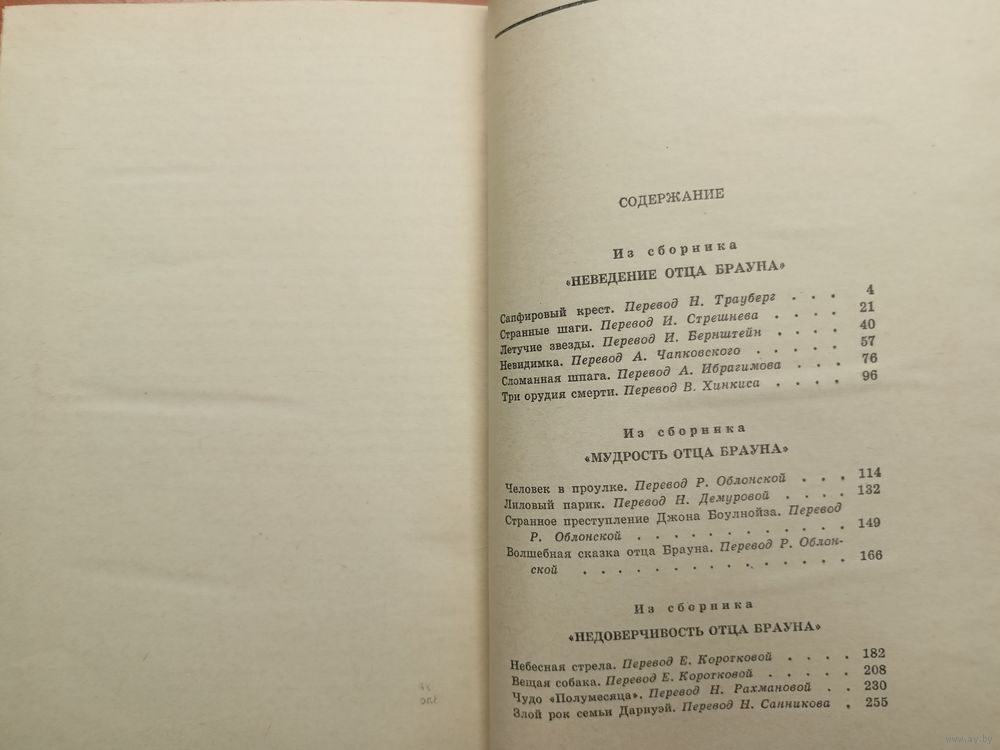 СОДЕРЖАНИЕ
Из сборника
«НЕВЕДЕНИЕ ОТЦА БРАУНА»
Сапфировый крест. Перевод Н. Трауберг . . . 4
Странные шаги. Перевод И. Стрешнева . . . . 21
Летучие звезды. Перевод И. Бернштейн . . . . 40
Невидимка. Перевод А. Чапковского . . . . . 57
Сломанная шпага. Перевод А. Ибрагимова . . . 76
Три орудия смерти. Перевод В. Хинкиса . . . . 96
Из сборника
«МУДРОСТЬ ОТЦА БРАУНА»
Человек в проулке. Перевод Р. Облонской . . . 114
Лиловый парик. Перевод Н. Демуровой . . . . 132
Странное преступление Джона Боулнойза. Перевод
Р. Облонской . . . . . . . . . . . . 149
Волшебная сказка отца Брауна. Перевод Р. Облон-
ской . . . . . . . . . . . . . 166
Из сборника
«НЕДОВЕРЧИВОСТЬ ОТЦА БРАУНА»
Небесная стрела. Перевод Е. Коротковой . . . . 182
Вещая собака. Перевод Е. Коротковой . . . . . 208
Чудо «Полумесяца». Перевод Н. Рахмановой . . 230
Злой рок семьи Дарнуэй. Перевод Н. Санникова . 255
www.ay.by